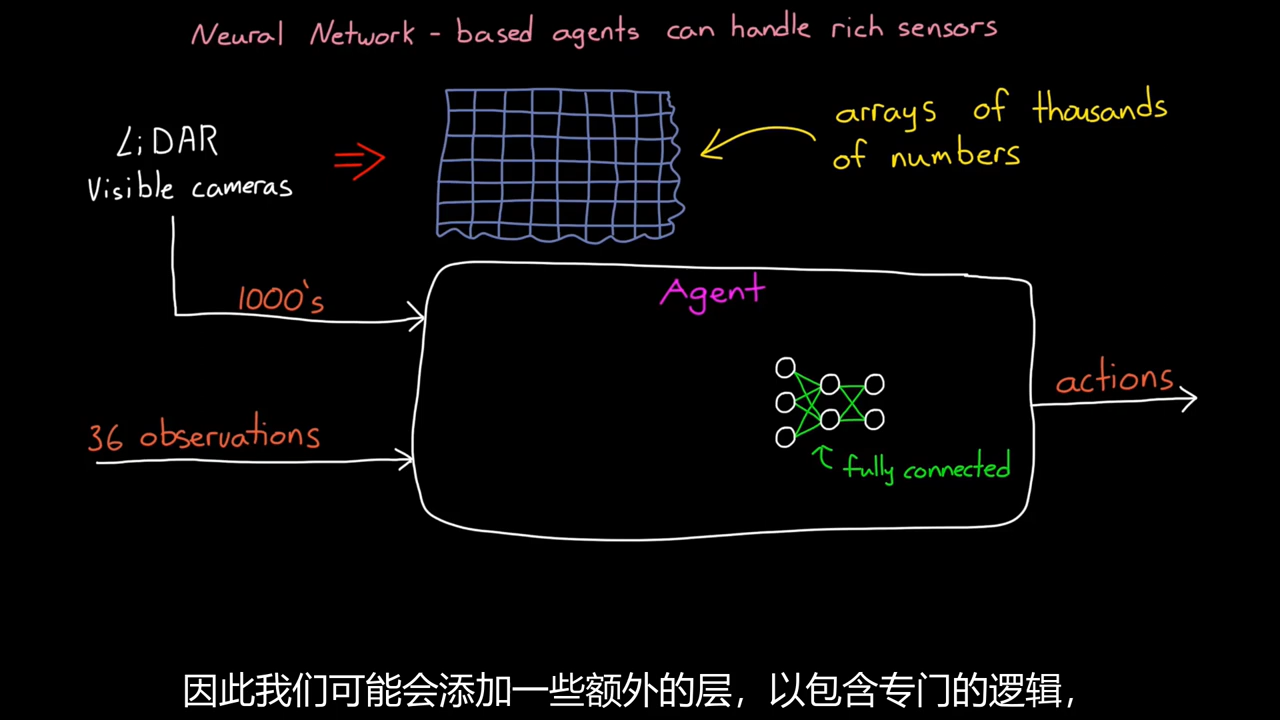 Neural Network - based agents can handle rich sensors
LiDAR
Visible cameras
arrays of thousands
of numbers
1000's
Agent
36 observations
actions
fully connected
因此我们可能会添加一些额外的层，以包含专门的逻辑，